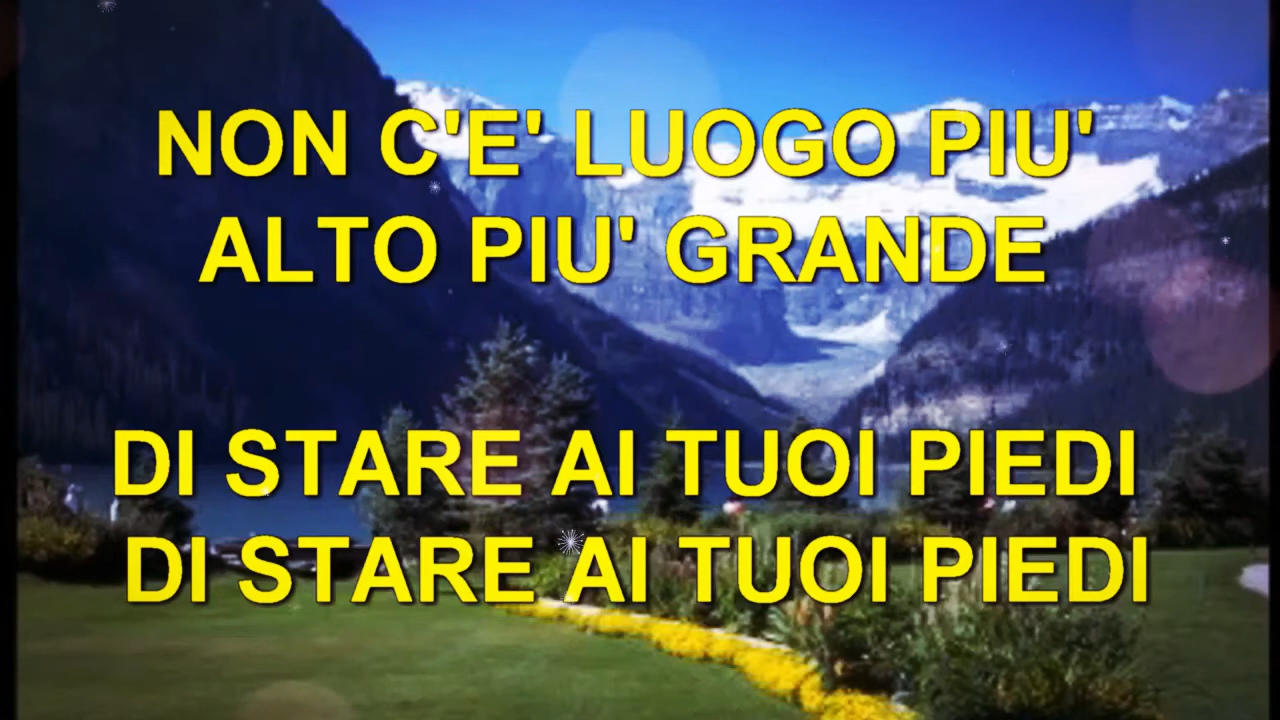 NON C'E' LUOGO PIU'
ALTO PIU' GRANDE
DI STARE AI TUOI PIEDI
DI STARE AI TUOI PIEDI